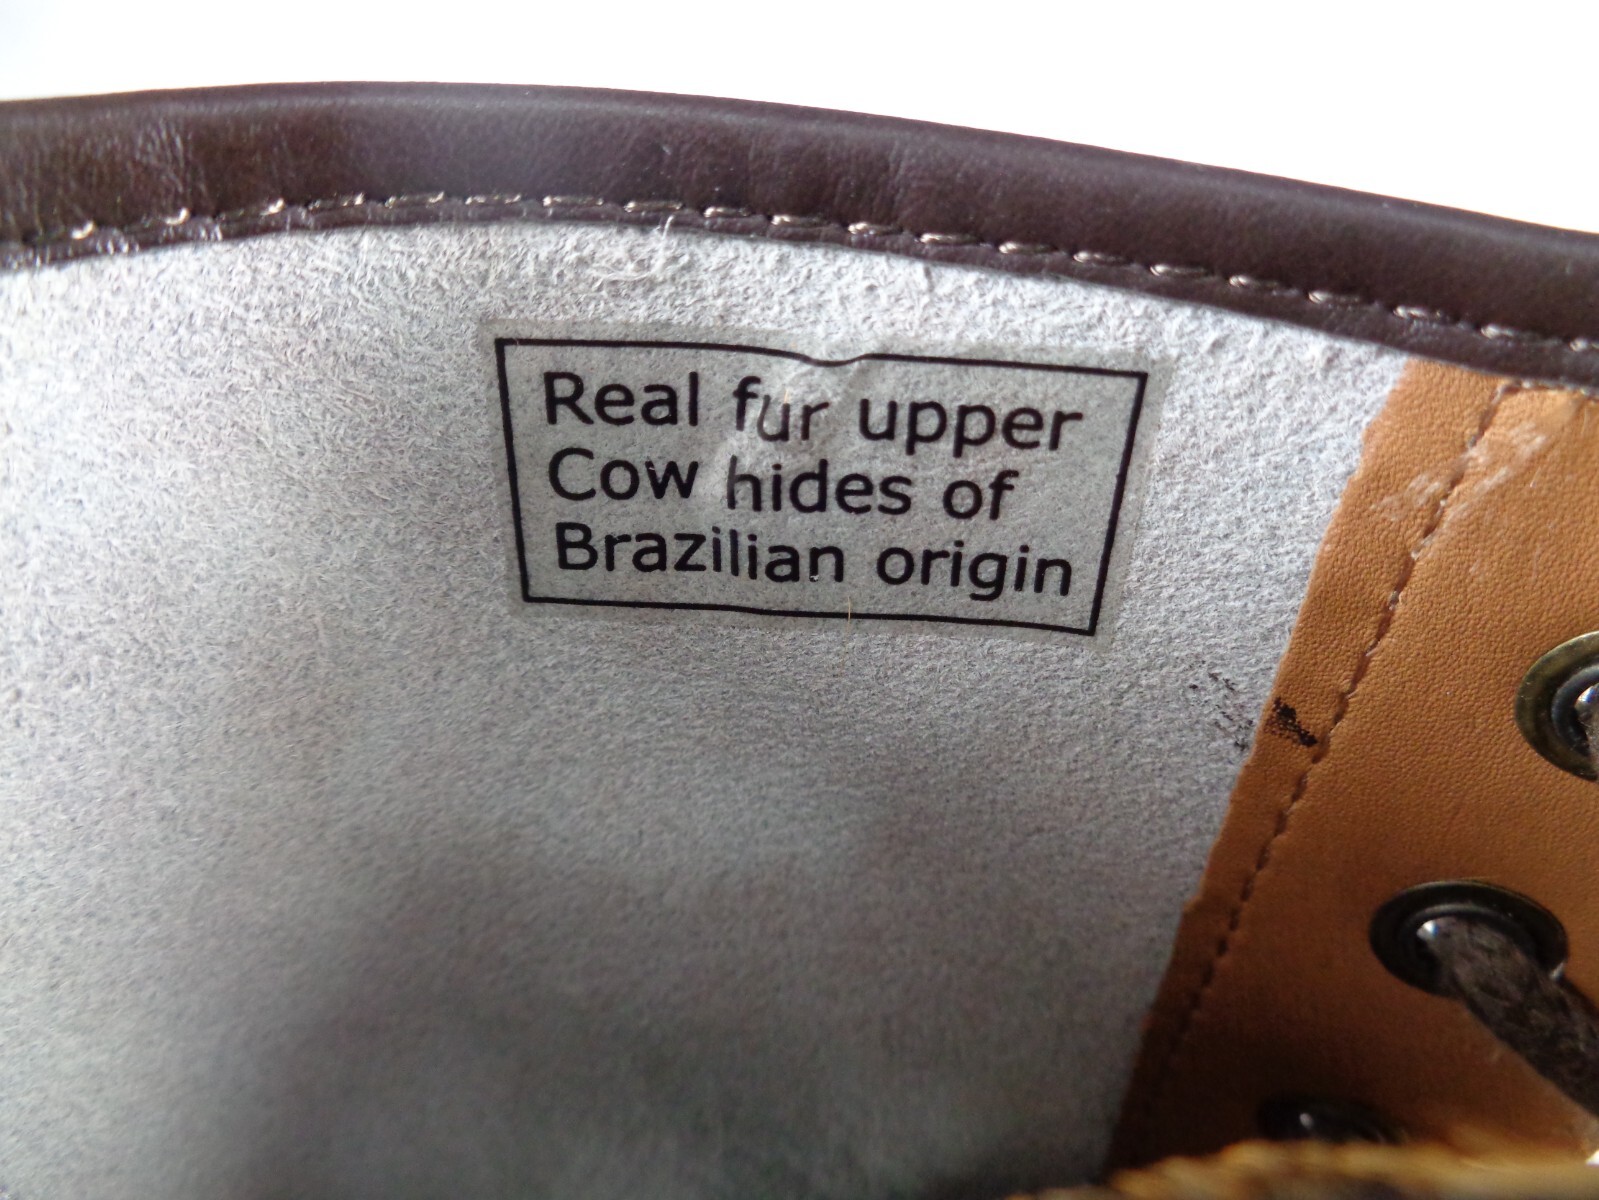 Real fur upper
Cow hides of
Brazilian origin